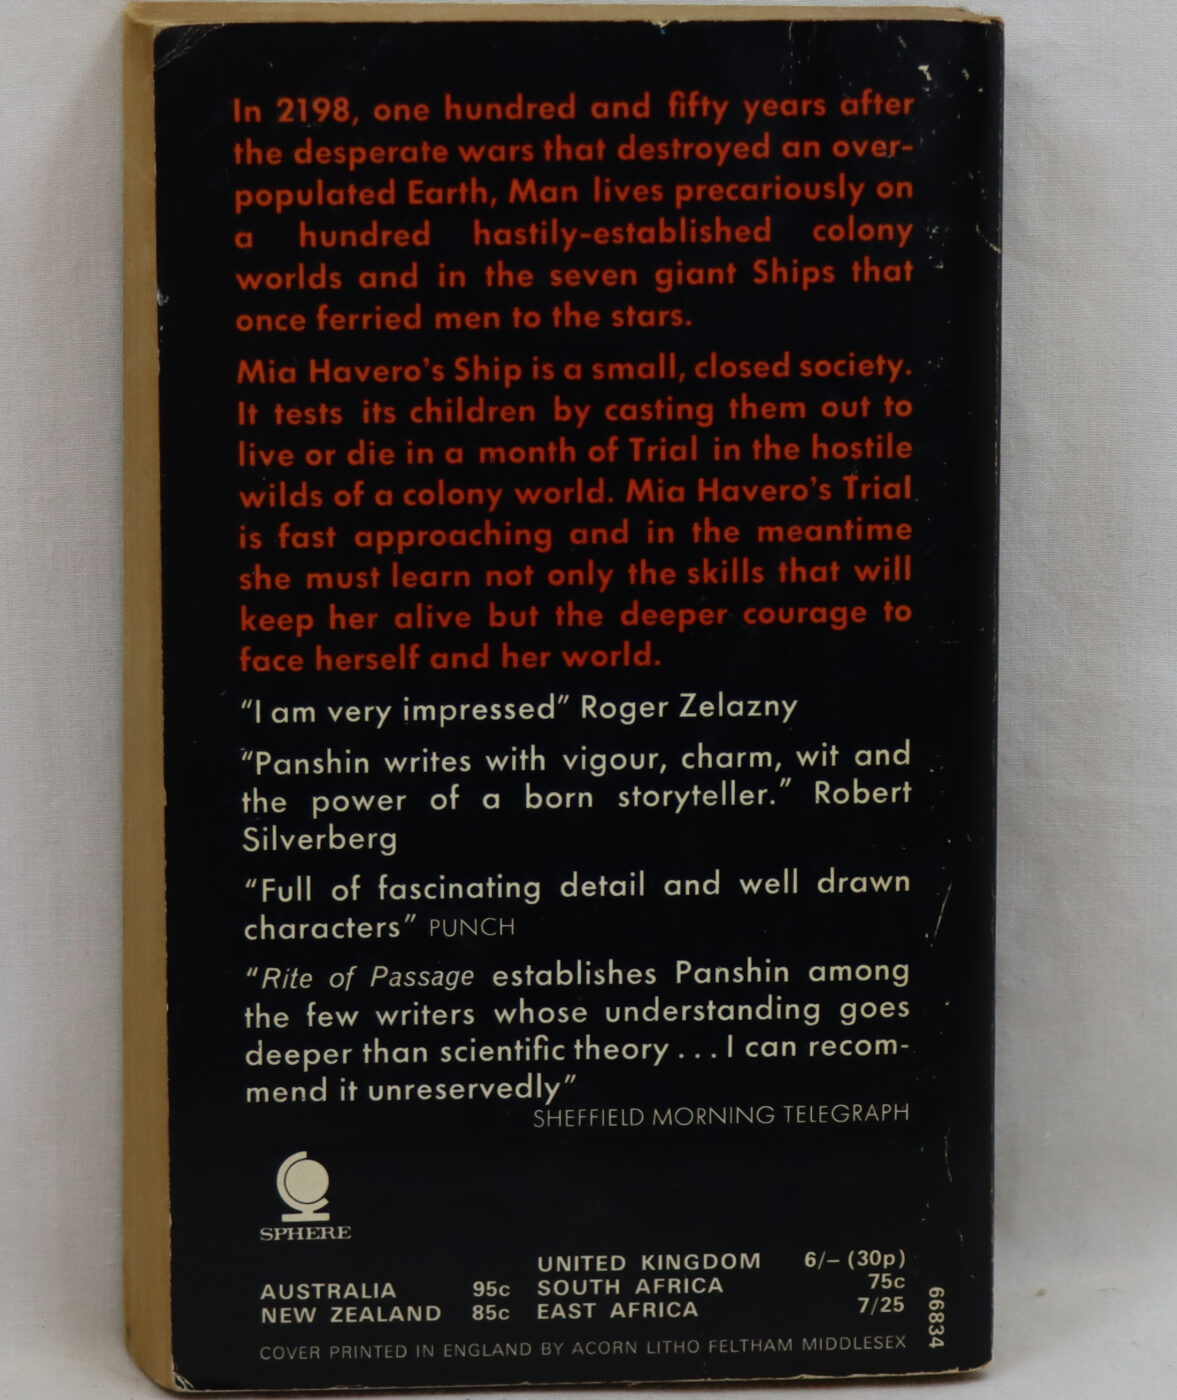 In 2198, one hundred and fifty years after
the desperate wars that destroyed an over-
populated Earth, Man lives precariously on
a hundred hastily-established colony
worlds and in the seven giant Ships that
once ferried men to the stars.
Mia Havero's Ship is a small, closed society.
It tests its children by casting them out to
live or die in a month of Trial in the hostile
wilds of a colony world. Mia Havero's Trial
is fast approaching and in the meantime
she must learn not only the skills that will
keep her alive but the deeper courage to
face herself and her world.
“I am very impressed” Roger Zelazny
“Panshin writes with vigour, charm, wit and
the power of a born storyteller.” Robert
Silverberg
“Full of fascinating detail and well drawn
characters” PUNCH
“Rite of Passage establishes Panshin among
the few writers whose understanding goes
deeper than scientific theory . . . I can recom-
mend it unreservedly”
SHEFFIELD MORNING TELEGRAPH
SPHERE
UNITED KINGDOM 6/– (30p)
AUSTRALIA 95c SOUTH AFRICA 75c
NEW ZEALAND 85c EAST AFRICA 7/25
COVER PRINTED IN ENGLAND BY ACORN LITHO FELTHAM MIDDLESEX
66834